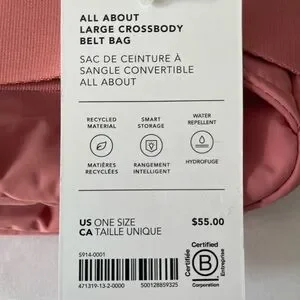 ALL ABOUT
LARGE CROSSBODY
BELT BAG
SAC DE CEINTURE À
SANGLE CONVERTIBLE
ALL ABOUT
RECYCLED
MATERIAL
SMART
STORAGE
WATER
REPELLENT
MATIÈRES
RECYCLÉES
RANGEMENT
INTELLIGENT
HYDROFUGE
US ONE SIZE
CA TAILLE UNIQUE
$55.00
5914-0001
471319-13-2-0000
500128859325
Certified
B
Corporation
Certified
Entreprise